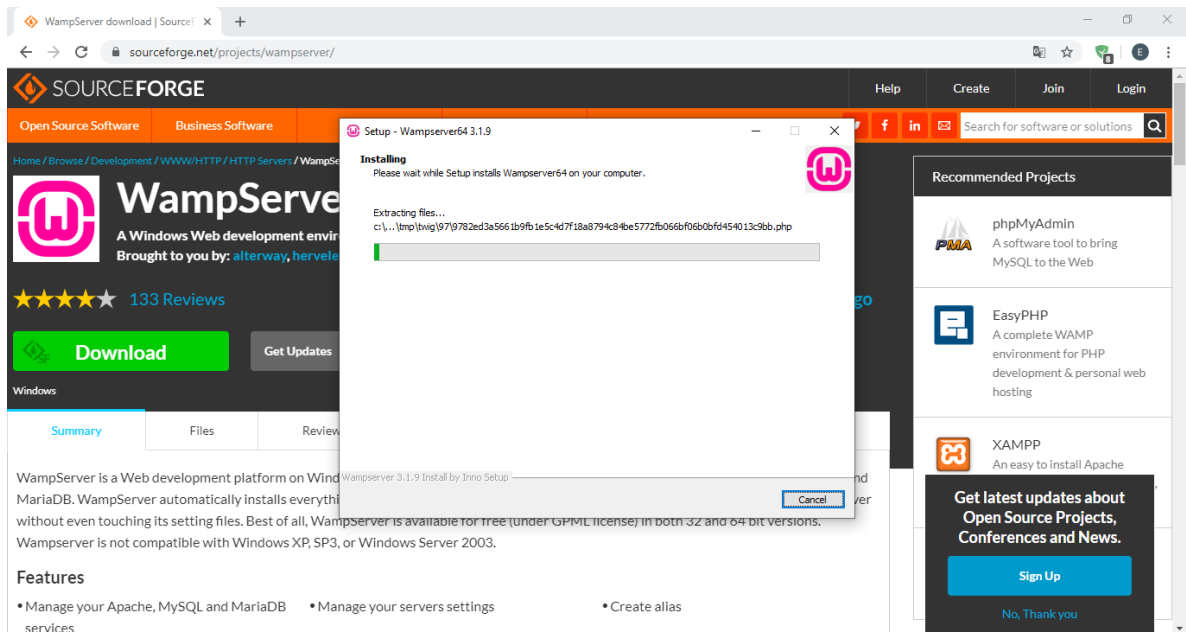 WampServer download | SourceF
sourceforge.net/projects/wampserver/
8
E
SOURCEFORGE
Help
Create
Join
Login
Open Source Software
Business Software
Search for software or solutions
Home / Browse / Development / WWW/HTTP / HTTP Servers / WampSe
WampServe
A Windows Web development envir
Brought to you by: alterway, hervele
133 Reviews
go
Download
SF
Get Updates
Windows
Summary
Files
Review
WampServer is a Web development platform on Wind
nd
MariaDB. WampServer automatically installs everythi
ver
without even touching its setting files. Best of all, WampServer is available for free (under GPML license) in both 32 and 64 bit versions.
Wampserver is not compatible with Windows XP, SP3, or Windows Server 2003.
Features
• Manage your Apache, MySQL and MariaDB
services
• Manage your servers settings
• Create alias
Setup - Wampserver64 3.1.9
Installing
Please wait while Setup installs Wampserver64 on your computer.
Extracting files...
c:\...\tmp\twig\97\9782ed3a5661b9fb1e5c4d7f18a8794c84be5772fb066bf06b0bfd454013c9bb.php
Wampserver 3.1.9 Install by Inno Setup
Cancel
Recommended Projects
PMA
phpMyAdmin
A software tool to bring
MySQL to the Web
EasyPHP
A complete WAMP
environment for PHP
development & personal web
hosting
XAMPP
An easy to install Apache
Get latest updates about
Open Source Projects,
Conferences and News.
Sign Up
No, Thank you